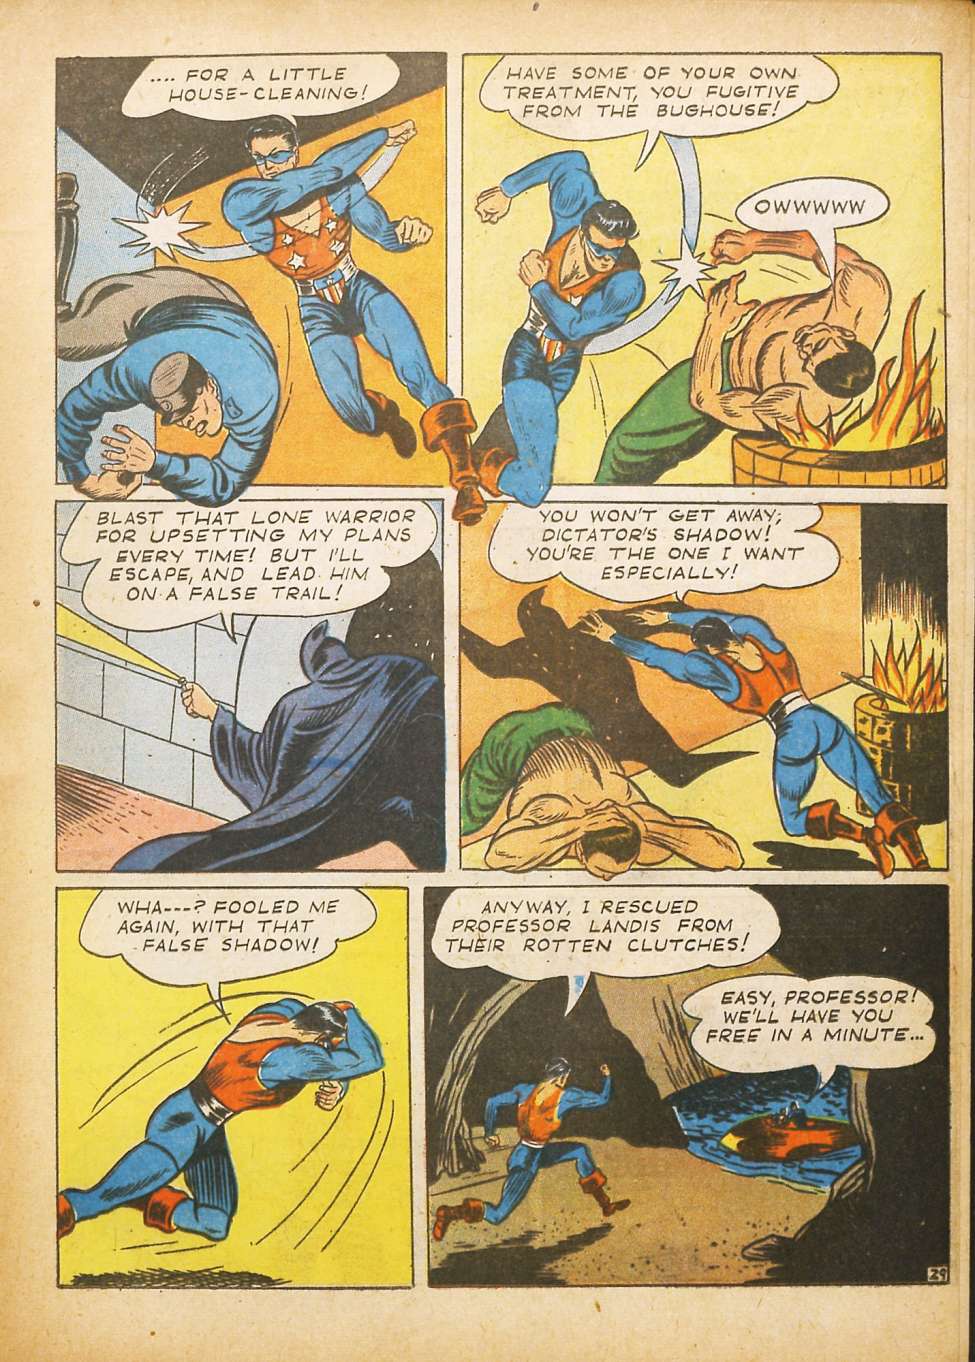 .... FOR A LITTLE
HOUSE-CLEANING!
HAVE SOME OF YOUR OWN
TREATMENT, YOU FUGITIVE
FROM THE BUGHOUSE!
OWWWWW
BLAST THAT LONE WARRIOR
FOR UPSETTING MY PLANS
EVERY TIME! BUT I'LL
ESCAPE, AND LEAD HIM
ON A FALSE TRAIL!
YOU WON'T GET AWAY,
DICTATOR'S SHADOW!
YOU'RE THE ONE I WANT
ESPECIALLY!
WHA---? FOOLED ME
AGAIN, WITH THAT
FALSE SHADOW!
ANYWAY, I RESCUED
PROFESSOR LANDIS FROM
THEIR ROTTEN CLUTCHES!
EASY, PROFESSOR!
WE'LL HAVE YOU
FREE IN A MINUTE...
29